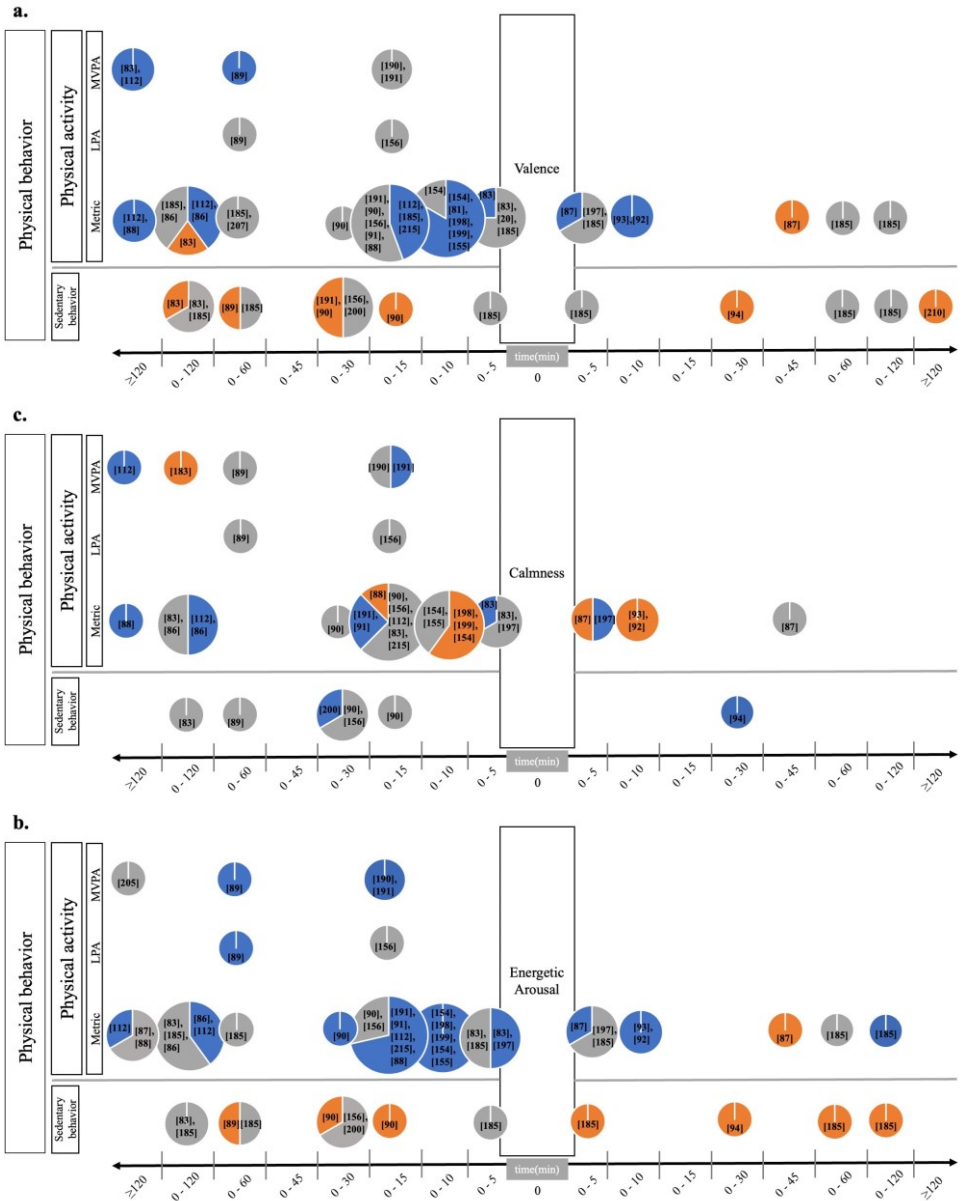 a.
Physical behavior
Physical activity
MVPA
[83],
[112]
[89]
[190],
[191]
LPA
[89]
[156]
Valence
Metric
[112],
[88]
[185],
[86]
[112],
[86]
[83]
[185],
[207]
[90]
[191],
[90],
[156],
[91],
[88]
[112],
[185],
[215]
[154]
[154],
[81],
[198],
[199],
[155]
[83]
[83],
[20],
[185]
[87]
[197],
[185]
[93],
[92]
[87]
[185]
[185]
Sedentary
behavior
[83]
[83],
[185]
[89]
[185]
[191],
[90]
[156],
[200]
[90]
[185]
[185]
[94]
[185]
[185]
[210]
time(min)
≥120
0 - 120
0 - 60
0 - 45
0 - 30
0 - 15
0 - 10
0 - 5
0
0 - 5
0 - 10
0 - 15
0 - 30
0 - 45
0 - 60
0 - 120
≥120
c.
Physical behavior
Physical activity
MVPA
[112]
[183]
[89]
[190]
[191]
LPA
[89]
[156]
Calmness
Metric
[88]
[83],
[86]
[112],
[86]
[90]
[191],
[91]
[88]
[90],
[156],
[112],
[83],
[215]
[154],
[155]
[198],
[199],
[154]
[83]
[83],
[197]
[87]
[197]
[93],
[92]
[87]
Sedentary
behavior
[83]
[89]
[200]
[90],
[156]
[90]
[94]
time(min)
≥120
0 - 120
0 - 60
0 - 45
0 - 30
0 - 15
0 - 10
0 - 5
0
0 - 5
0 - 10
0 - 15
0 - 30
0 - 45
0 - 60
0 - 120
≥120
b.
Physical behavior
Physical activity
MVPA
[205]
[89]
[190],
[191]
LPA
[89]
[156]
Energetic
Arousal
Metric
[112]
[87],
[88]
[83],
[185],
[86]
[86],
[112]
[185]
[90]
[90],
[156]
[191],
[91],
[112],
[215],
[88]
[154],
[198],
[199],
[154],
[155]
[83],
[185]
[83],
[197]
[87]
[197],
[185]
[93],
[92]
[87]
[185]
[185]
Sedentary
behavior
[83],
[185]
[89]
[185]
[90]
[156],
[200]
[90]
[185]
[185]
[94]
[185]
[185]
time(min)
≥120
0 - 120
0 - 60
0 - 45
0 - 30
0 - 15
0 - 10
0 - 5
0
0 - 5
0 - 10
0 - 15
0 - 30
0 - 45
0 - 60
0 - 120
≥120